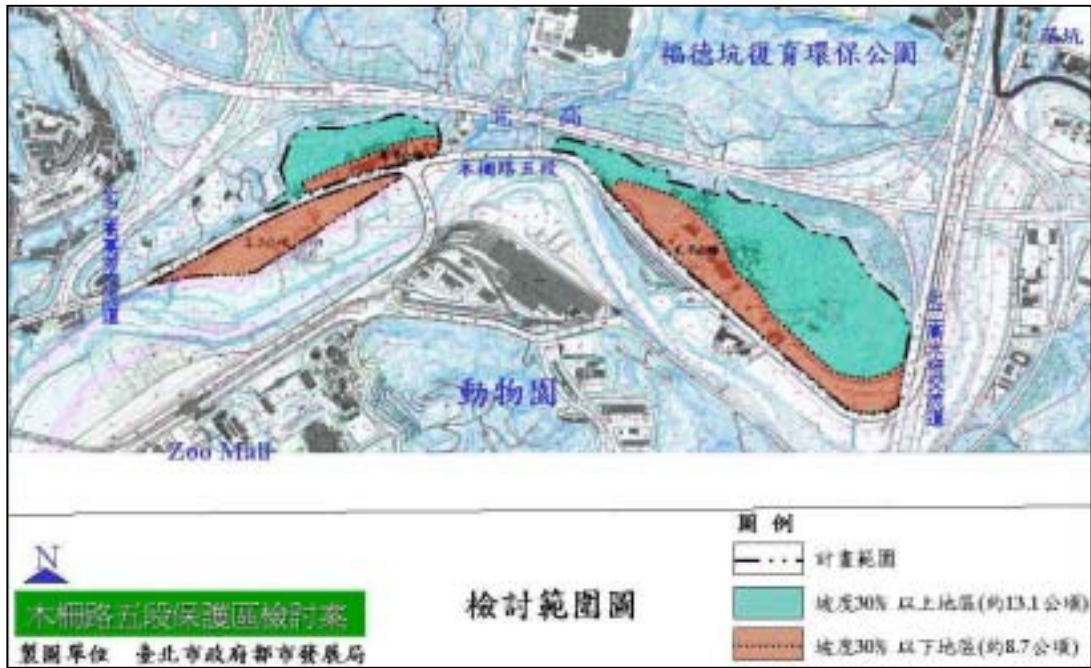 福德坑復育環保公園
北 高
木柵路五段
動物園
Zoo Mall
圖 例
計畫範圍
坡度30% 以上地區(約13.1公頃)
坡度30% 以下地區(約8.7公頃)
N
木柵路五段保護區檢討案
檢討範圍圖
製圖單位 臺北市政府都市發展局